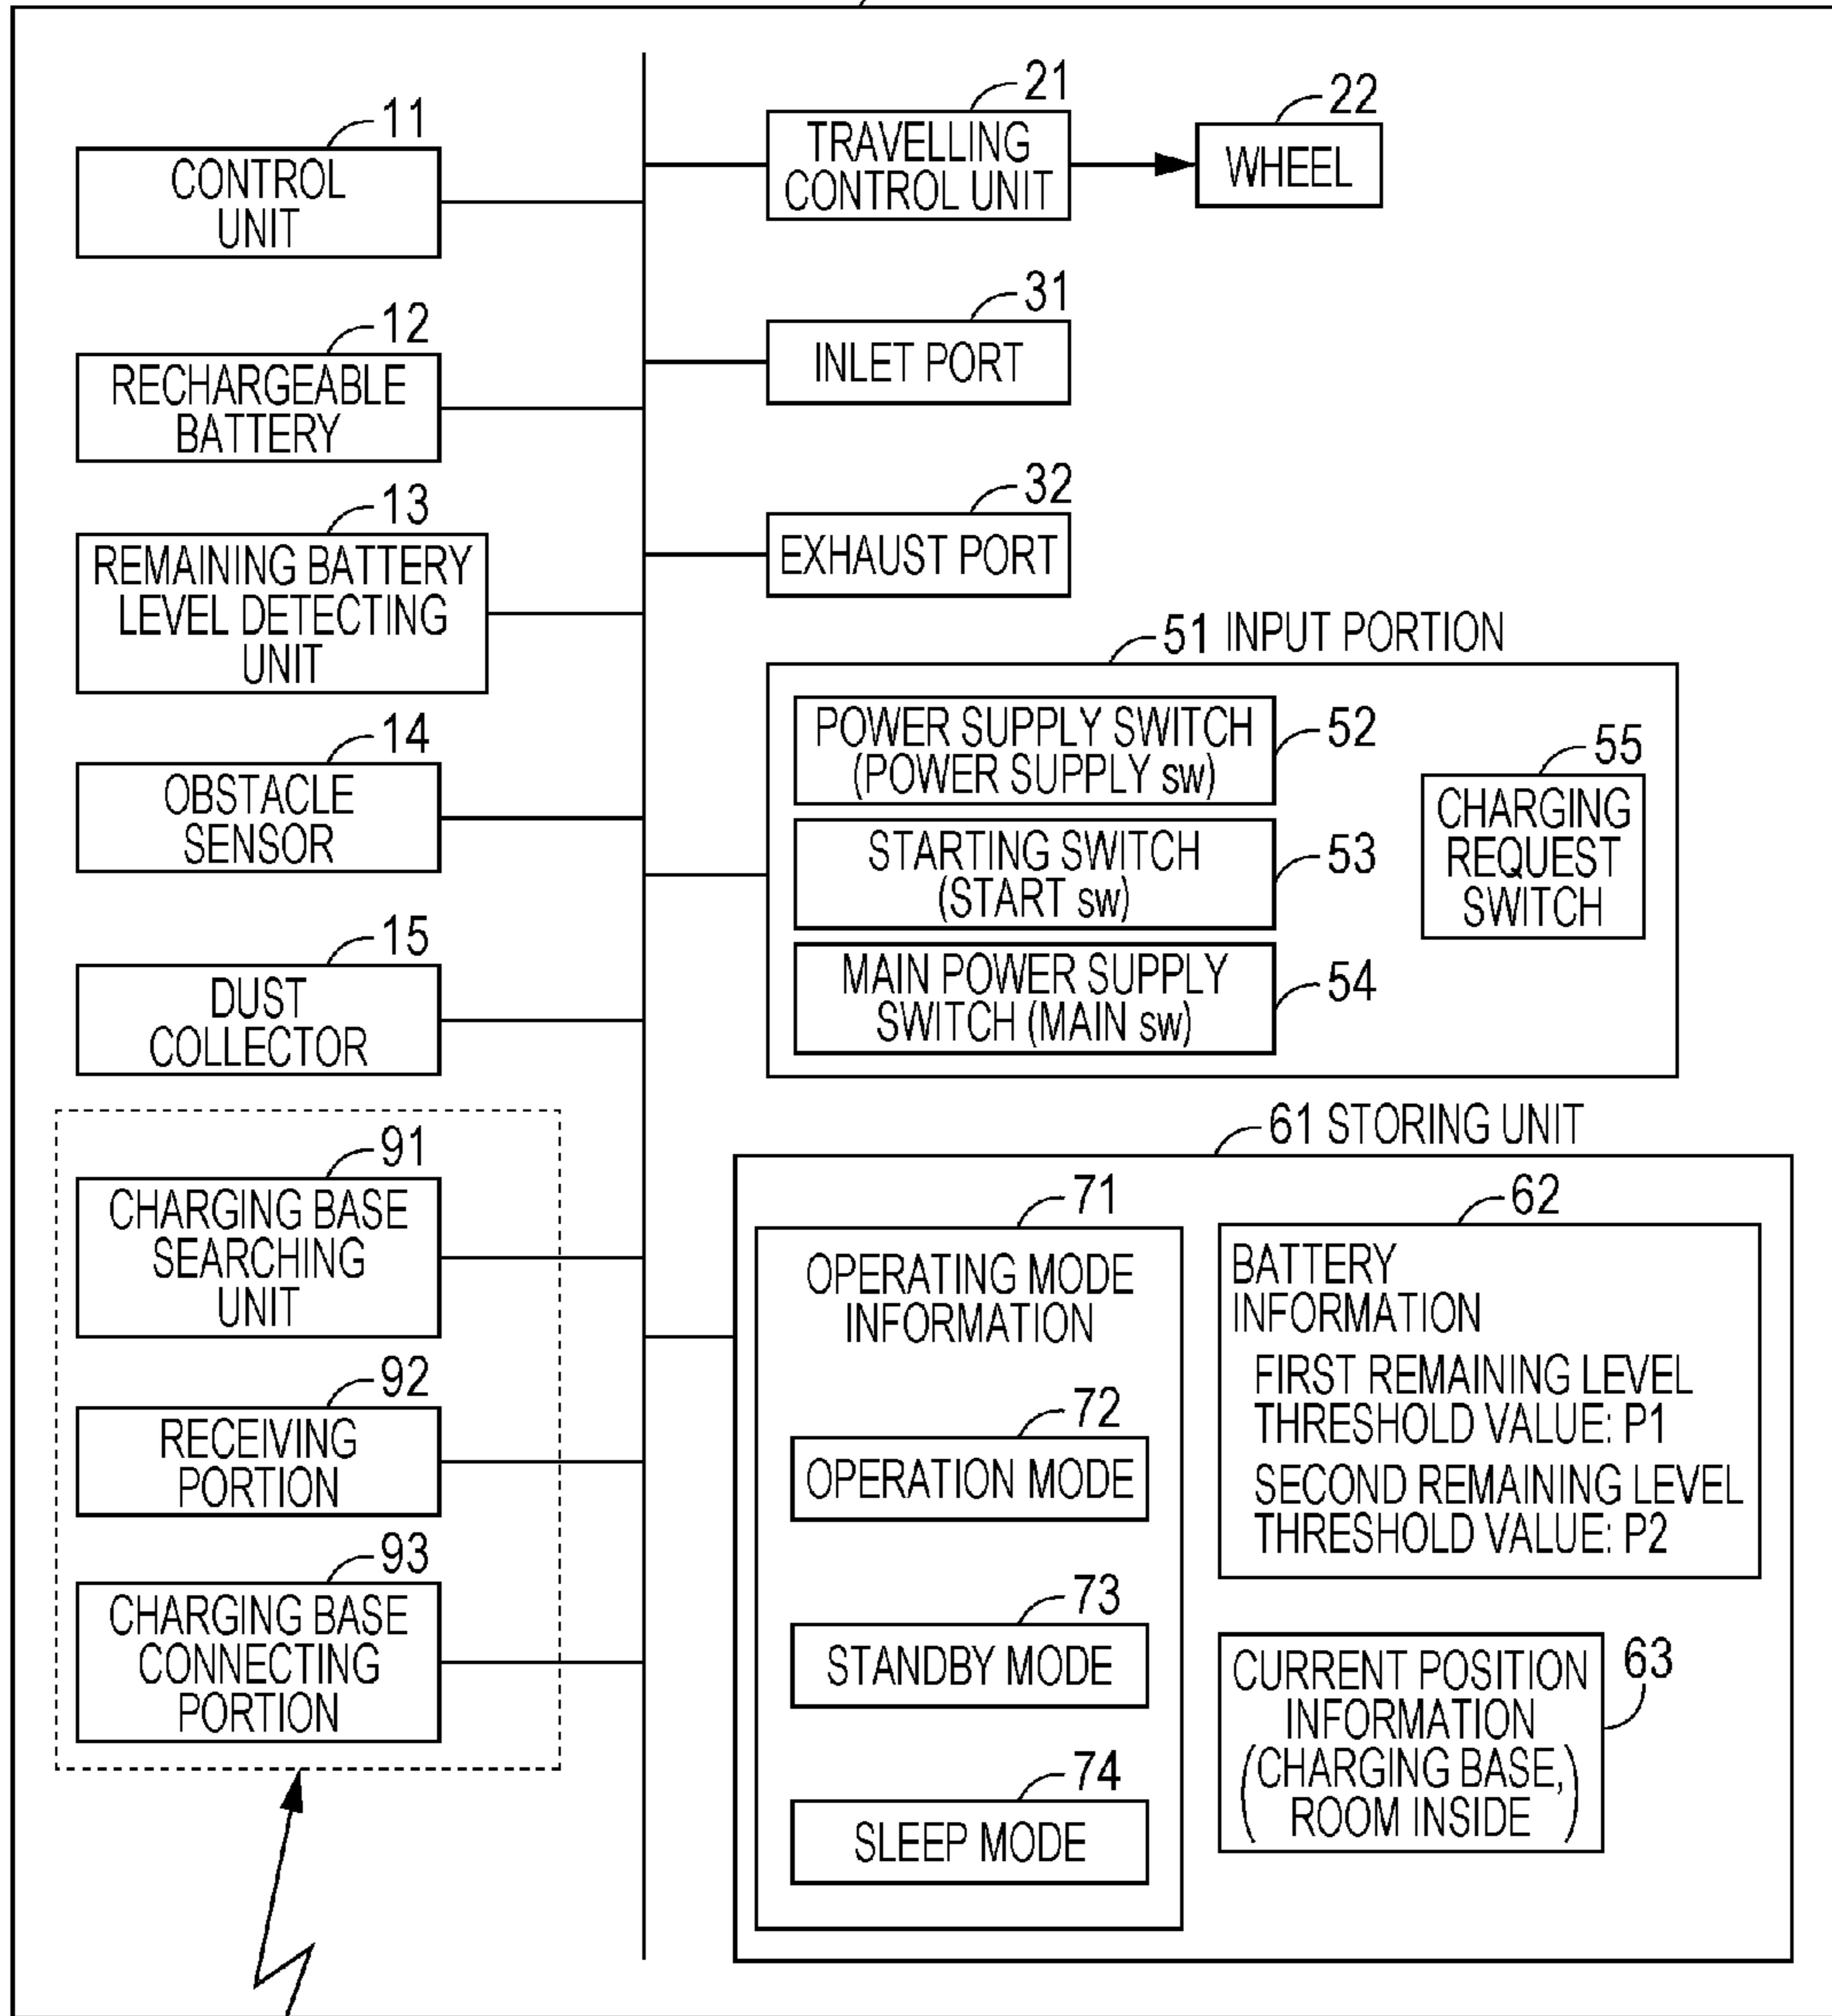 11
CONTROL
UNIT
12
RECHARGEABLE
BATTERY
13
REMAINING BATTERY
LEVEL DETECTING
UNIT
14
OBSTACLE
SENSOR
15
DUST
COLLECTOR
91
CHARGING BASE
SEARCHING
UNIT
92
RECEIVING
PORTION
93
CHARGING BASE
CONNECTING
PORTION
21
TRAVELLING
CONTROL UNIT
22
WHEEL
31
INLET PORT
32
EXHAUST PORT
51 INPUT PORTION
POWER SUPPLY SWITCH
(POWER SUPPLY sw)
52
STARTING SWITCH
(START sw)
53
MAIN POWER SUPPLY
SWITCH (MAIN sw)
54
55
CHARGING
REQUEST
SWITCH
61 STORING UNIT
71
OPERATING MODE
INFORMATION
72
OPERATION MODE
73
STANDBY MODE
74
SLEEP MODE
62
BATTERY
INFORMATION
FIRST REMAINING LEVEL
THRESHOLD VALUE: P1
SECOND REMAINING LEVEL
THRESHOLD VALUE: P2
63
CURRENT POSITION
INFORMATION
(CHARGING BASE,
ROOM INSIDE)